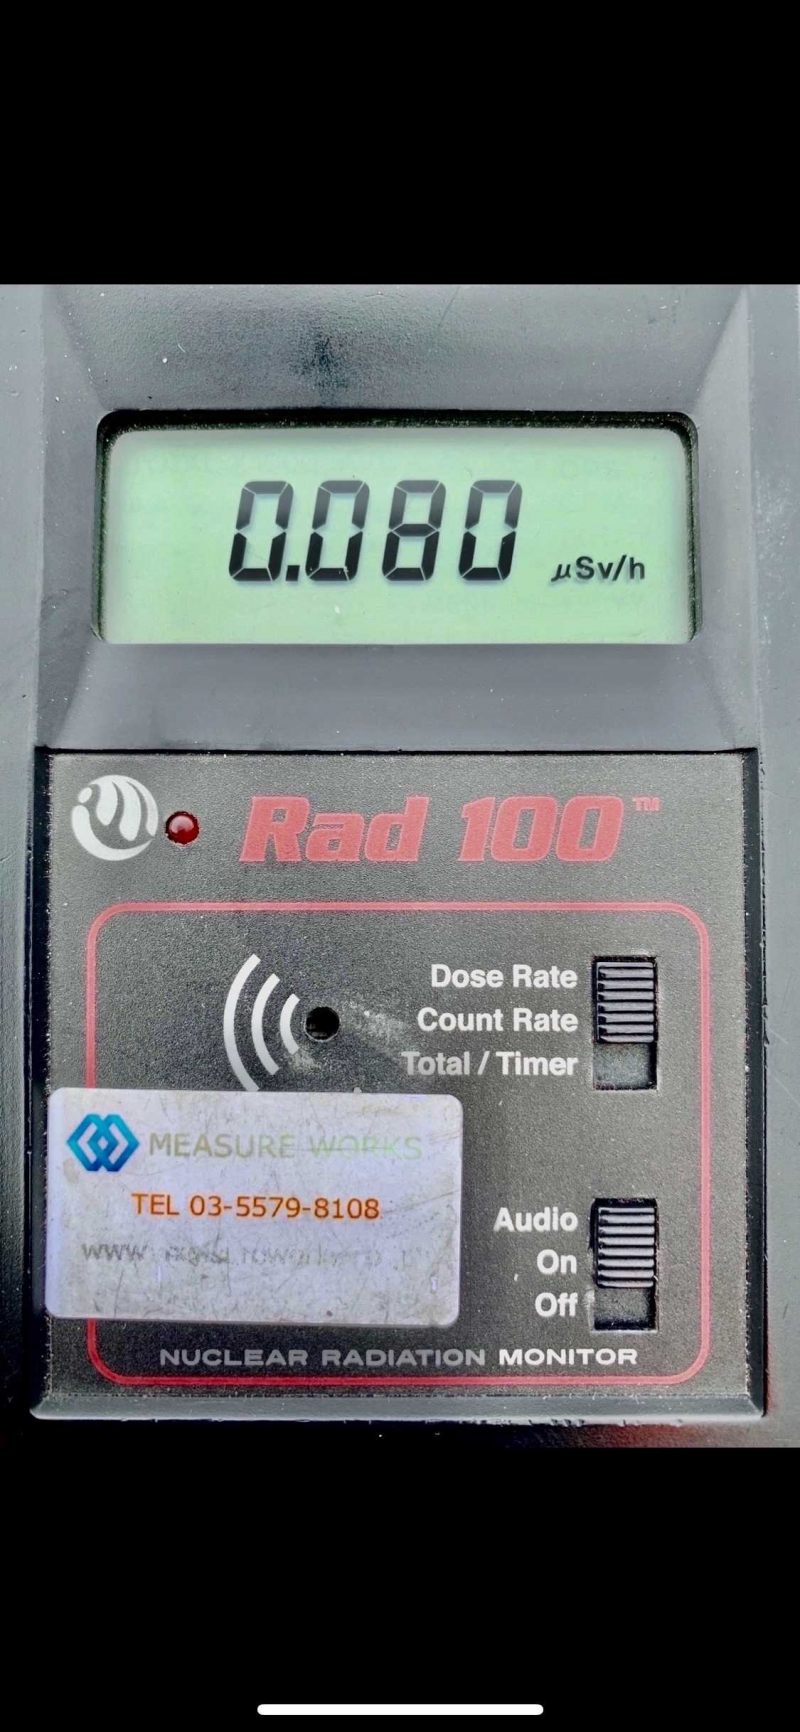 0.080 μSv/h
Rad 100™
Dose Rate
Count Rate
Total / Timer
MEASURE WORKS
TEL 03-5579-8108
www
Audio
On
Off
NUCLEAR RADIATION MONITOR